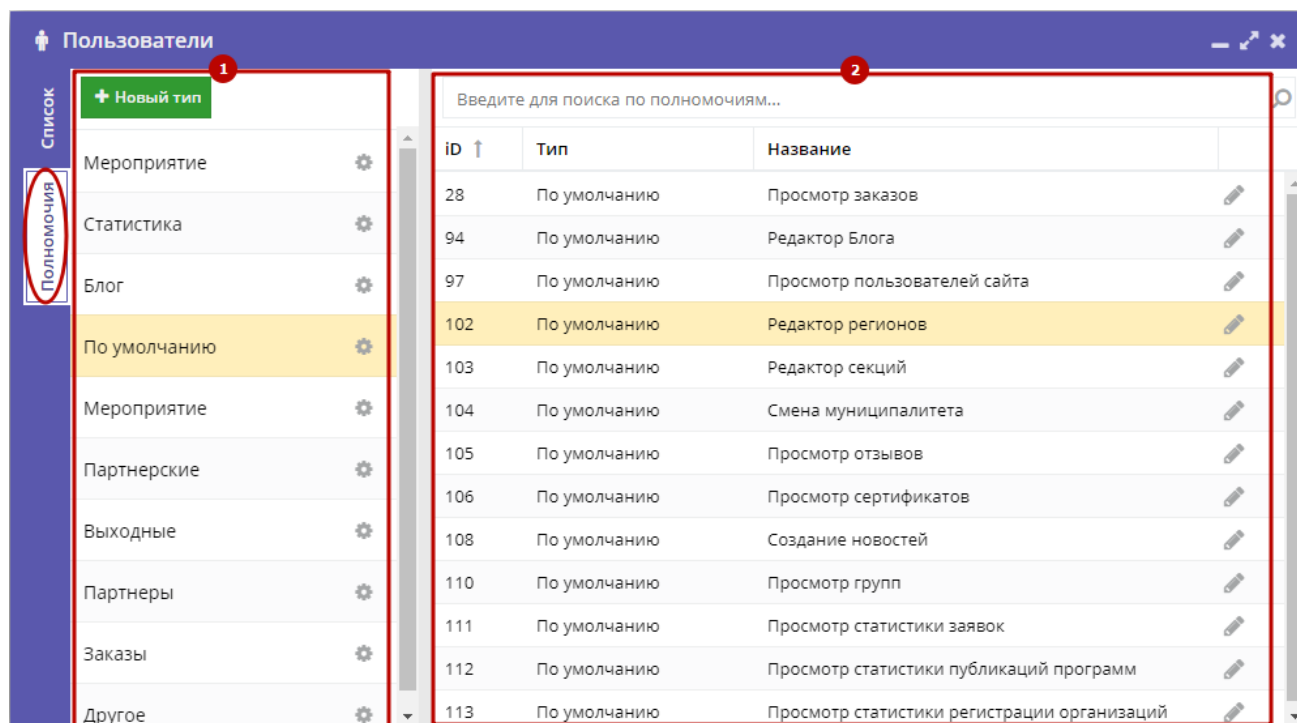 Пользователи
1
2
Список
Полномочия
+ Новый тип
Мероприятие
Статистика
Блог
По умолчанию
Мероприятие
Партнерские
Выходные
Партнеры
Заказы
Другое
Введите для поиска по полномочиям...
iD ↑ Тип Название
28 По умолчанию Просмотр заказов
94 По умолчанию Редактор Блога
97 По умолчанию Просмотр пользователей сайта
102 По умолчанию Редактор регионов
103 По умолчанию Редактор секций
104 По умолчанию Смена муниципалитета
105 По умолчанию Просмотр отзывов
106 По умолчанию Просмотр сертификатов
108 По умолчанию Создание новостей
110 По умолчанию Просмотр групп
111 По умолчанию Просмотр статистики заявок
112 По умолчанию Просмотр статистики публикаций программ
113 По умолчанию Просмотр статистики регистрации организаций